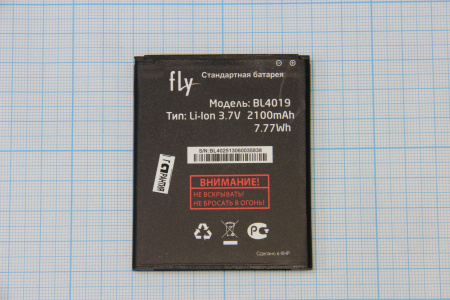 fly Стандартная батарея
Модель: BL4019
Тип: Li-Ion 3.7V 2100mAh
7.77Wh
S/N:BL402513060035838
ВНИМАНИЕ!
НЕ ВСКРЫВАТЬ!
НЕ БРОСАТЬ В ОГОНЬ!
Сделано в КНР